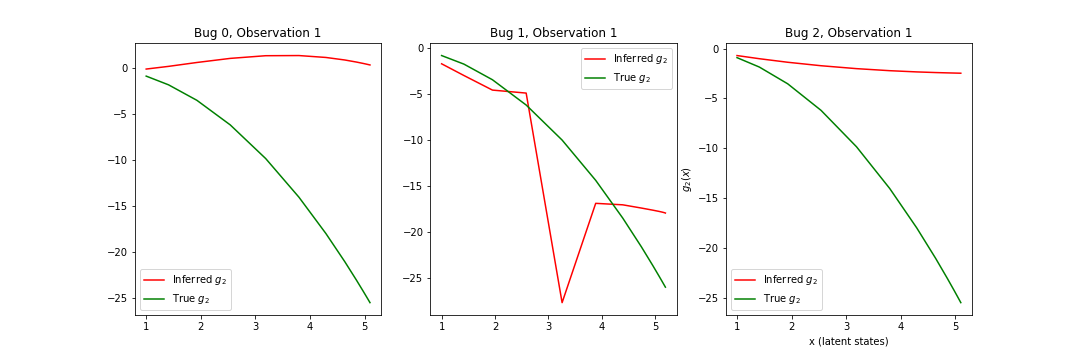 Bug 0, Observation 1
0
−5
−10
−15
−20
−25
1 2 3 4 5
Inferred g₂
True g₂
Bug 1, Observation 1
0
−5
−10
−15
−20
−25
1 2 3 4 5
Inferred g₂
True g₂
Bug 2, Observation 1
g₂(x)
0
−5
−10
−15
−20
−25
1 2 3 4 5
x (latent states)
Inferred g₂
True g₂